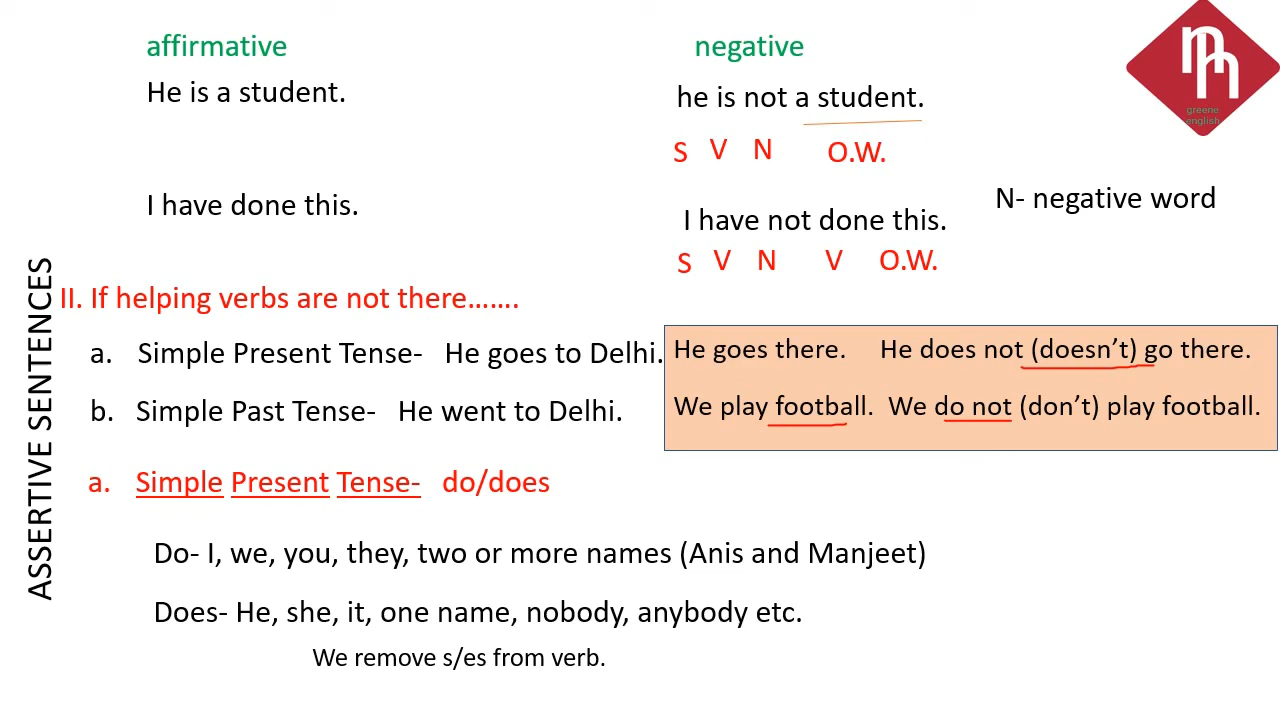 affirmative
negative
He is a student.
he is not a student.
S V N O.W.
I have done this.
I have not done this.
S V N V O.W.
N- negative word
greene
english
ASSERTIVE SENTENCES
II. If helping verbs are not there.......
a. Simple Present Tense- He goes to Delhi.
b. Simple Past Tense- He went to Delhi.
He goes there. He does not (doesn’t) go there.
We play football. We do not (don’t) play football.
a. Simple Present Tense- do/does
Do- I, we, you, they, two or more names (Anis and Manjeet)
Does- He, she, it, one name, nobody, anybody etc.
We remove s/es from verb.